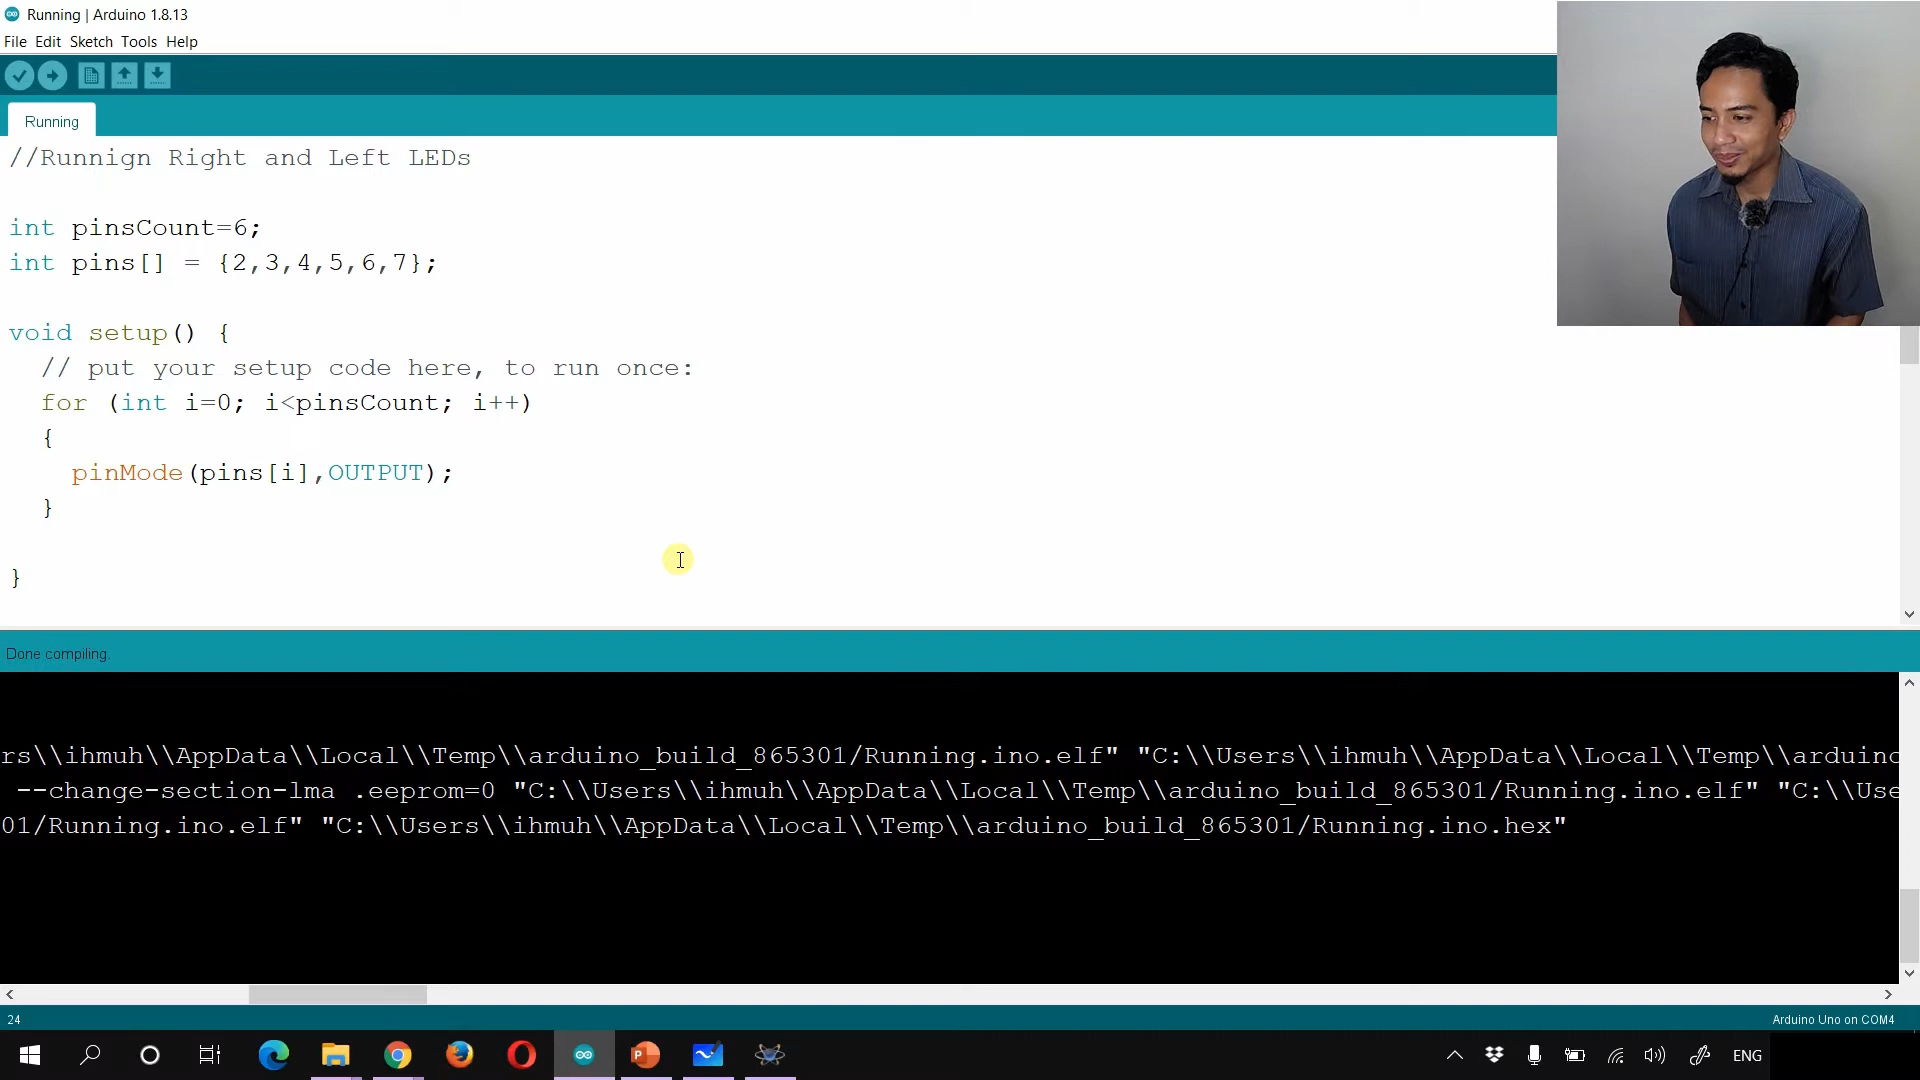 Running | Arduino 1.8.13
File Edit Sketch Tools Help
Running
//Runnign Right and Left LEDs
int pinsCount=6;
int pins[] = {2,3,4,5,6,7};
void setup() {
// put your setup code here, to run once:
for (int i=0; i<pinsCount; i++)
{
pinMode(pins[i],OUTPUT);
}
}
Done compiling.
rs\\ihmuh\\AppData\\Local\\Temp\\arduino_build_865301/Running.ino.elf" "C:\\Users\\ihmuh\\AppData\\Local\\Temp\\arduino
--change-section-lma .eeprom=0 "C:\\Users\\ihmuh\\AppData\\Local\\Temp\\arduino_build_865301/Running.ino.elf" "C:\\Use
01/Running.ino.elf" "C:\\Users\\ihmuh\\AppData\\Local\\Temp\\arduino_build_865301/Running.ino.hex"
24
Arduino Uno on COM4
ENG